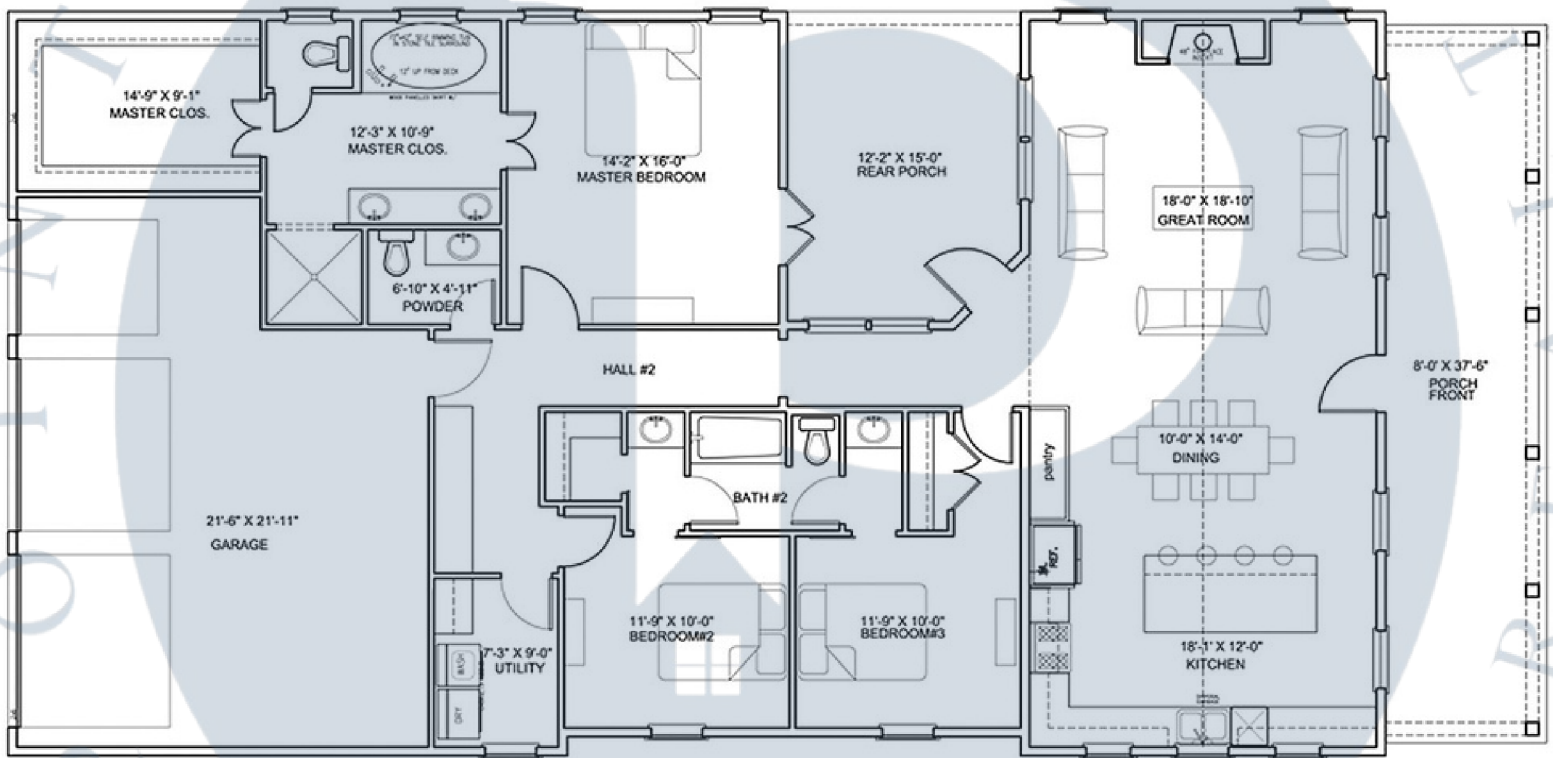 14'-9" X 9'-1"
MASTER CLOS.
12" UP FROM DECK
12'-3" X 10'-9"
MASTER CLOS.
14'-2" X 16'-0"
MASTER BEDROOM
12'-2" X 15'-0"
REAR PORCH
18'-0" X 18'-10"
GREAT ROOM
6'-10" X 4'-11"
POWDER
HALL #2
8'-0' X 37'-6"
PORCH
FRONT
pantry
10'-0" X 14'-0"
DINING
BATH #2
21'-6" X 21'-11"
GARAGE
REF.
11'-9" X 10'-0"
BEDROOM#2
11'-9" X 10'-0"
BEDROOM#3
7'-3" X 9'-0"
UTILITY
WASH
DRY
18'-1' X 12'-0"
KITCHEN